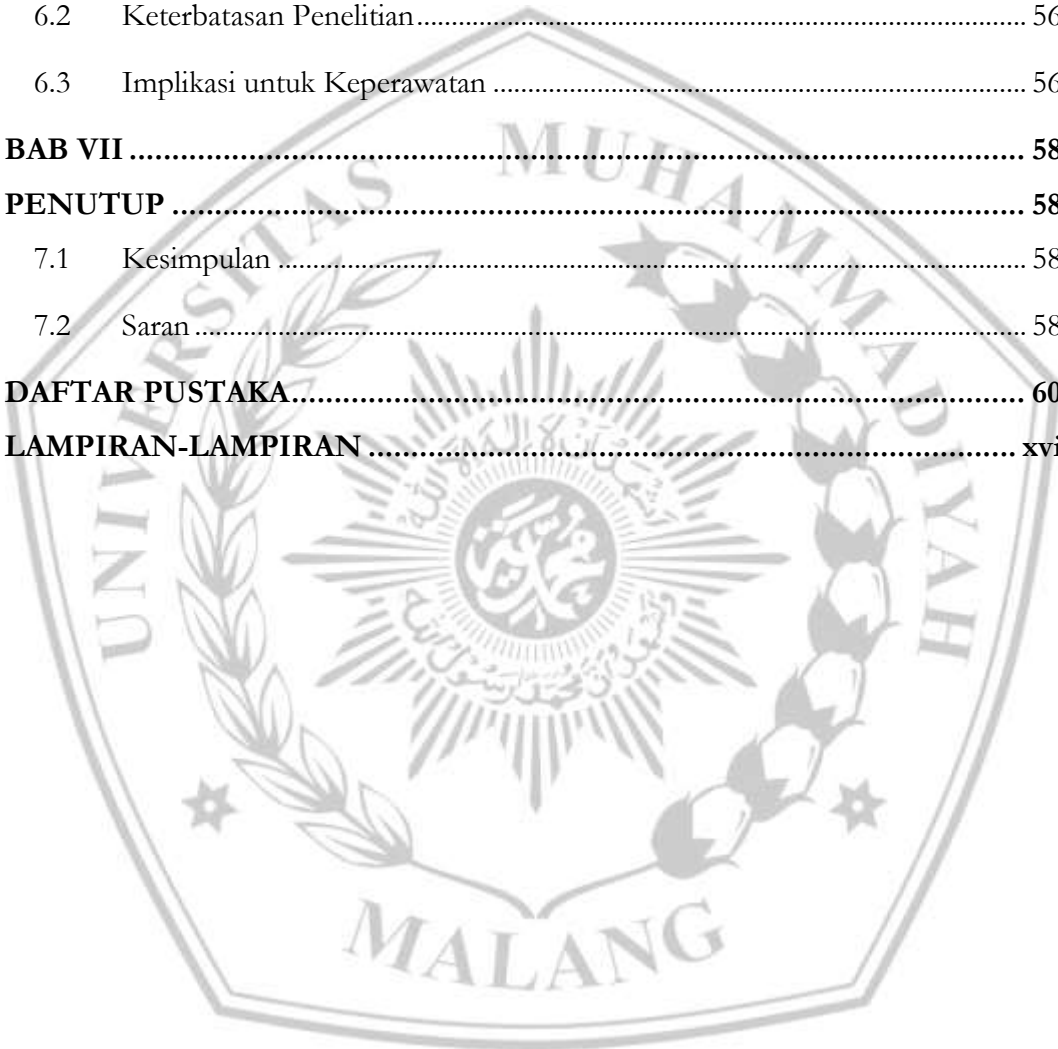 6.2 Keterbatasan Penelitian 56
6.3 Implikasi untuk Keperawatan 56
BAB VII 58
PENUTUP 58
7.1 Kesimpulan 58
7.2 Saran 58
DAFTAR PUSTAKA 60
LAMPIRAN-LAMPIRAN xvi
UNIVERSITAS MUHAMMADIYAH
MALANG